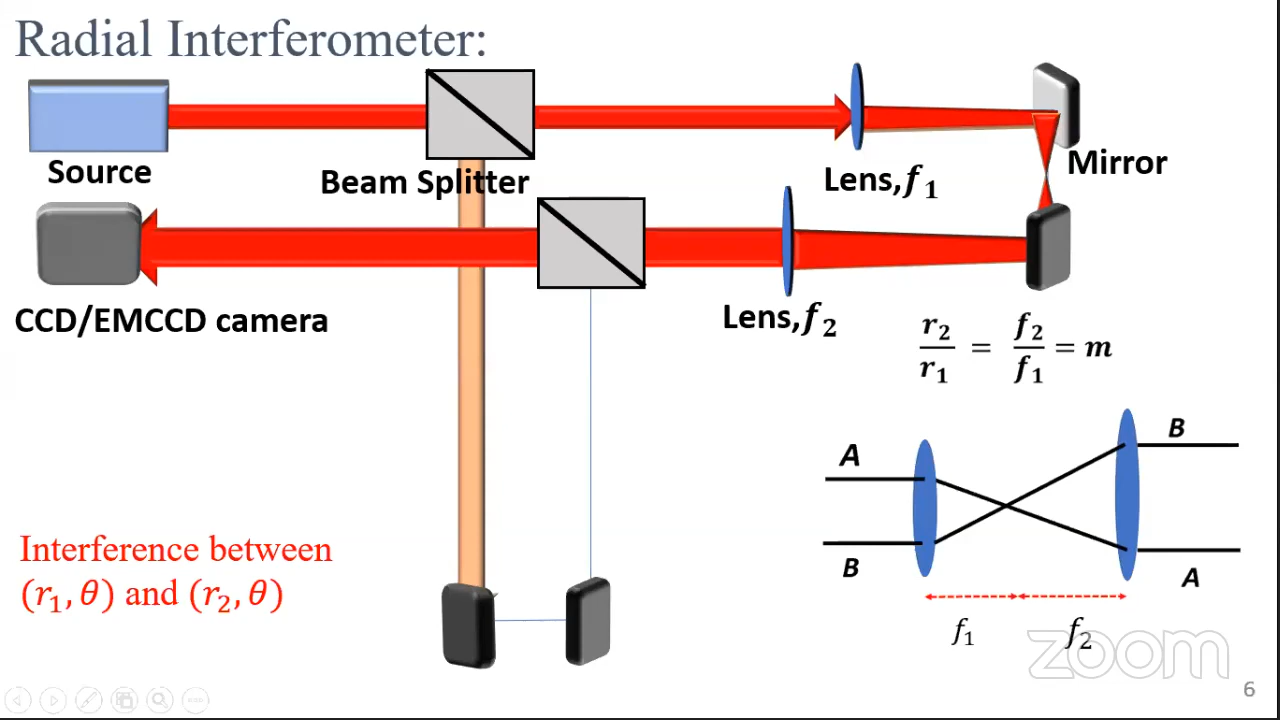 Radial Interferometer:
Source
Beam Splitter
Lens,f₁
Mirror
CCD/EMCCD camera
Lens,f₂
r₂/r₁ = f₂/f₁ = m
A
B
B
A
f₁
f₂
Interference between
(r₁, θ) and (r₂, θ)
zoom
6